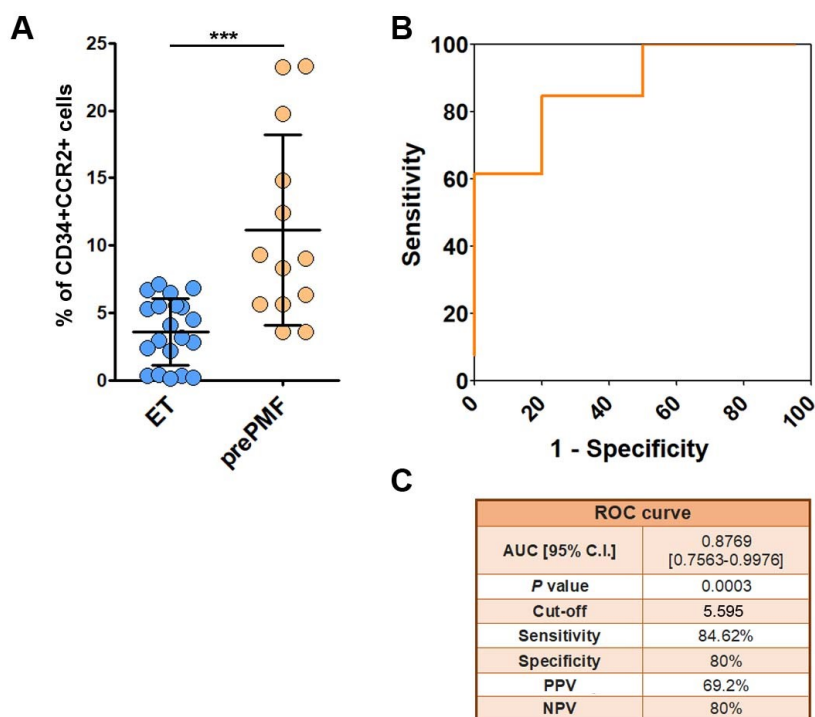 A
***
% of CD34+CCR2+ cells
25
20
15
10
5
0
ET
prePMF
B
Sensitivity
100
80
60
40
20
0
0
20
40
60
80
100
1 - Specificity
C
ROC curve
AUC [95% C.I.]
0.8769
[0.7563-0.9976]
P value
0.0003
Cut-off
5.595
Sensitivity
84.62%
Specificity
80%
PPV
69.2%
NPV
80%